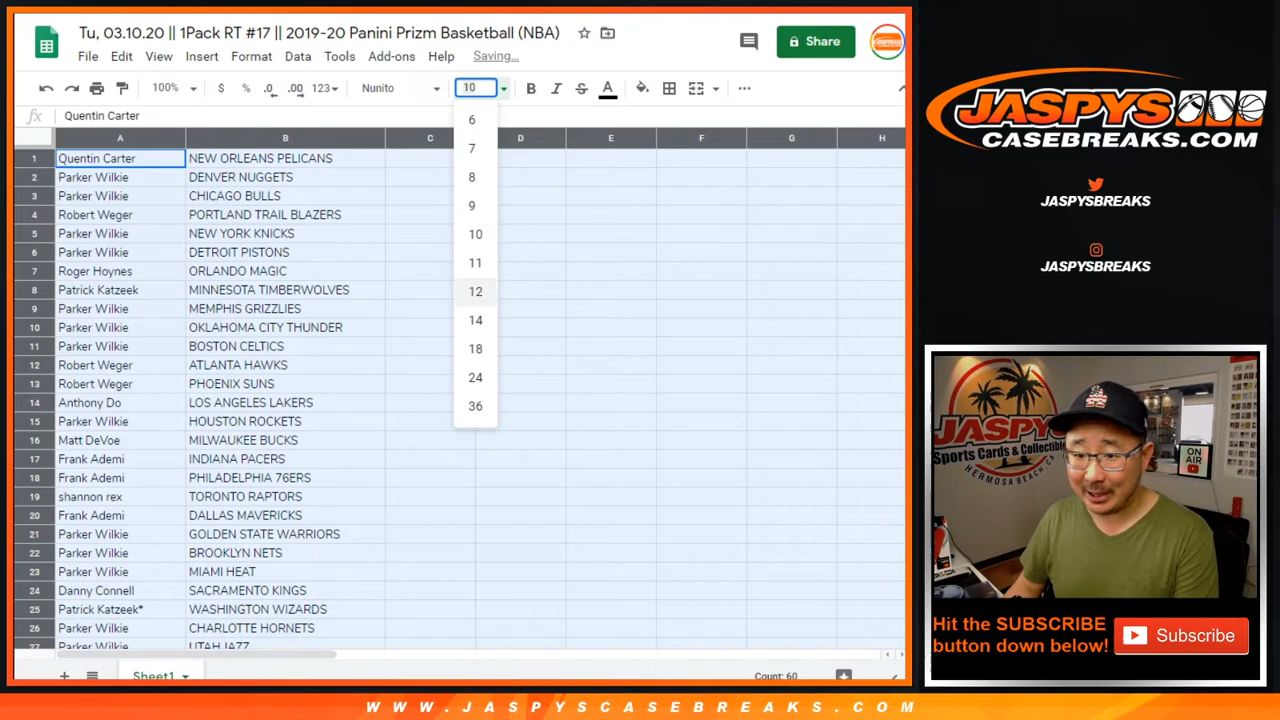 Tu, 03.10.20 || 1Pack RT #17 || 2019-20 Panini Prizm Basketball (NBA)
File Edit View Insert Format Data Tools Add-ons Help Saving...
Share
100% $ % .0 .00 123 Nunito 10 B I S A
fx Quentin Carter
A B C D E F G H
1 Quentin Carter NEW ORLEANS PELICANS
2 Parker Wilkie DENVER NUGGETS
3 Parker Wilkie CHICAGO BULLS
4 Robert Weger PORTLAND TRAIL BLAZERS
5 Parker Wilkie NEW YORK KNICKS
6 Parker Wilkie DETROIT PISTONS
7 Roger Hoynes ORLANDO MAGIC
8 Patrick Katzeek MINNESOTA TIMBERWOLVES
9 Parker Wilkie MEMPHIS GRIZZLIES
10 Parker Wilkie OKLAHOMA CITY THUNDER
11 Parker Wilkie BOSTON CELTICS
12 Robert Weger ATLANTA HAWKS
13 Robert Weger PHOENIX SUNS
14 Anthony Do LOS ANGELES LAKERS
15 Parker Wilkie HOUSTON ROCKETS
16 Matt DeVoe MILWAUKEE BUCKS
17 Frank Ademi INDIANA PACERS
18 Frank Ademi PHILADELPHIA 76ERS
19 shannon rex TORONTO RAPTORS
20 Frank Ademi DALLAS MAVERICKS
21 Parker Wilkie GOLDEN STATE WARRIORS
22 Parker Wilkie BROOKLYN NETS
23 Parker Wilkie MIAMI HEAT
24 Danny Connell SACRAMENTO KINGS
25 Patrick Katzeek* WASHINGTON WIZARDS
26 Parker Wilkie CHARLOTTE HORNETS
27 Parker Wilkie UTAH JAZZ
6
7
8
9
10
11
12
14
18
24
36
Sheet1
Count: 60
JASPYS
CASEBREAKS.COM
JASPYSBREAKS
JASPYSBREAKS
JASPYS
Sports Cards & Collectibles
HERMOSA BEACH, CA
ON
AIR
Hit the SUBSCRIBE
button down below!
Subscribe
WWW.JASPYSCASEBREAKS.COM